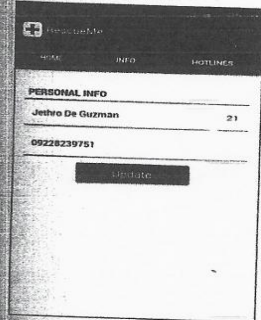 RescueMe
HOME INFO HOTLINES
PERSONAL INFO
Jethro De Guzman 21
09228239751
Update